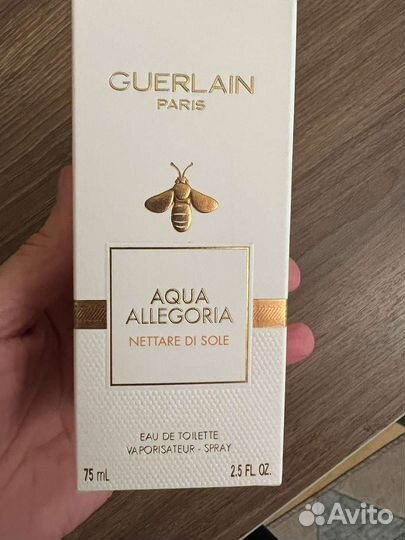 GUERLAIN
PARIS
AQUA
ALLEGORIA
NETTARE DI SOLE
EAU DE TOILETTE
VAPORISATEUR - SPRAY
75 mL 2.5 FL. OZ.
Avito